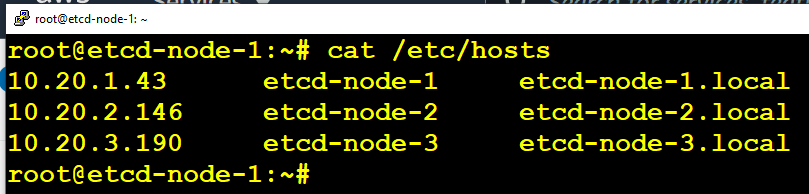 root@etcd-node-1: ~
root@etcd-node-1:~# cat /etc/hosts
10.20.1.43 etcd-node-1 etcd-node-1.local
10.20.2.146 etcd-node-2 etcd-node-2.local
10.20.3.190 etcd-node-3 etcd-node-3.local
root@etcd-node-1:~#